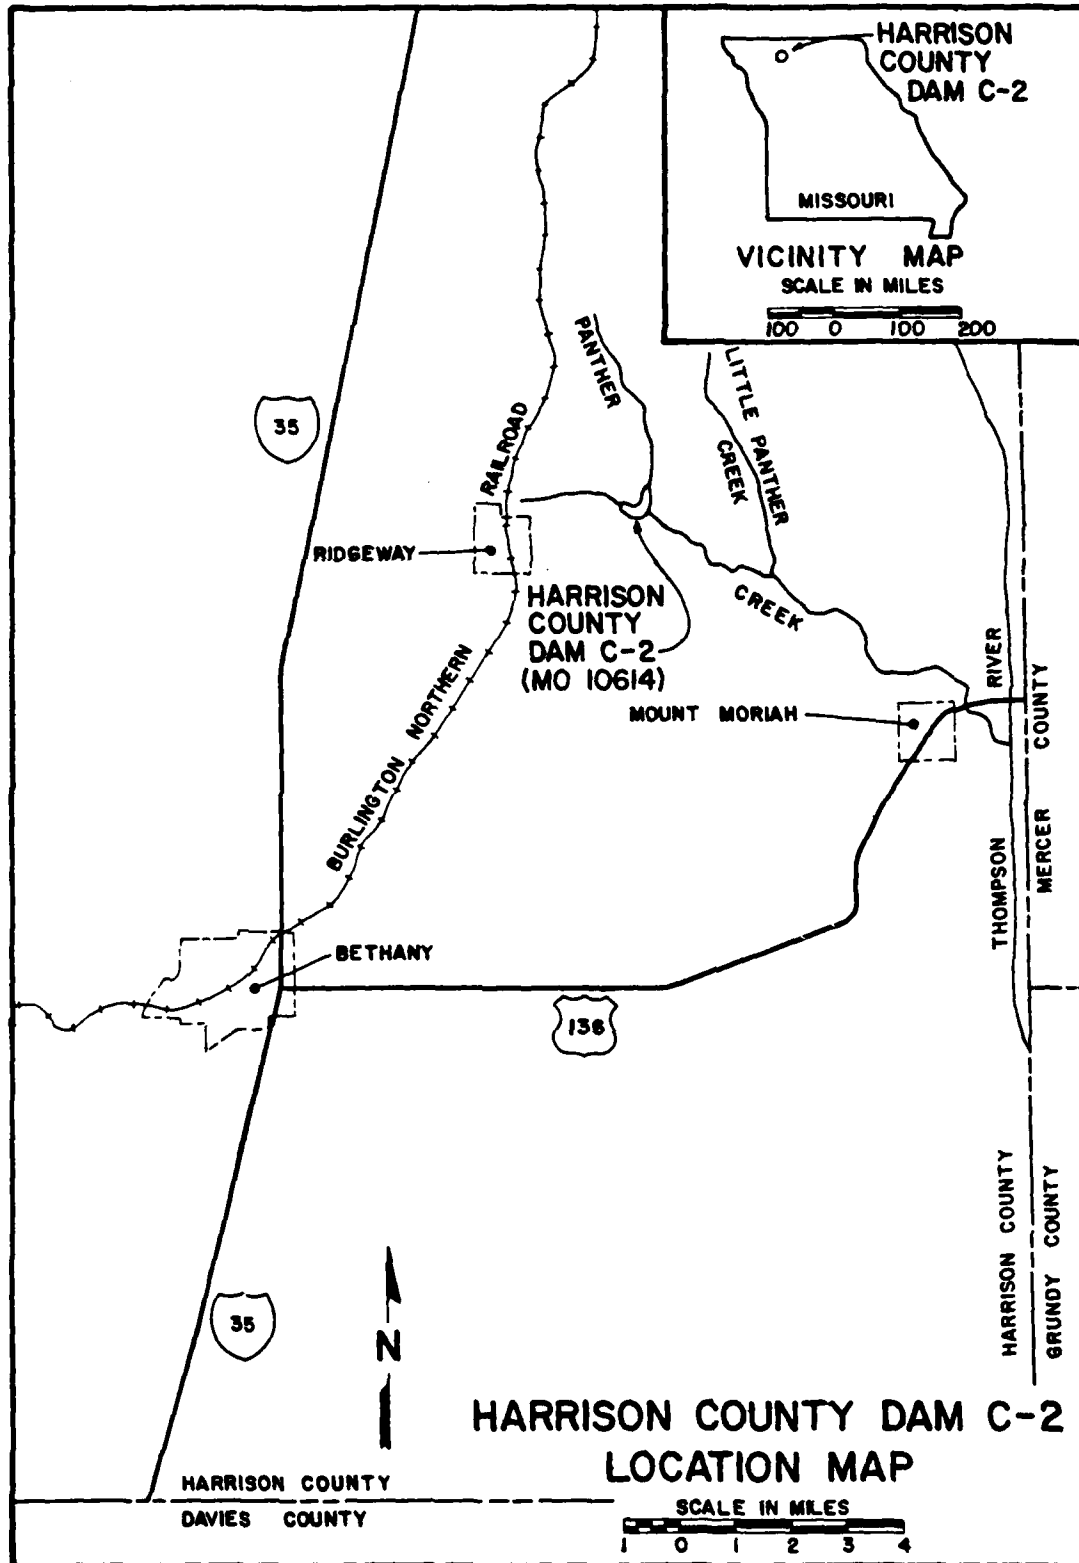 HARRISON
COUNTY
DAM C-2
MISSOURI
VICINITY MAP
SCALE IN MILES
100 0 100 200
PANTHER
LITTLE PANTHER
CREEK
35
RAILROAD
RIDGEWAY
HARRISON
COUNTY
DAM C-2
(MO 10614)
CREEK
RIVER
MOUNT MORIAH
MERCER COUNTY
BURLINGTON NORTHERN
THOMPSON
BETHANY
136
HARRISON COUNTY
GRUNDY COUNTY
35
N
HARRISON COUNTY DAM C-2
LOCATION MAP
HARRISON COUNTY
DAVIES COUNTY
SCALE IN MILES
1 0 1 2 3 4